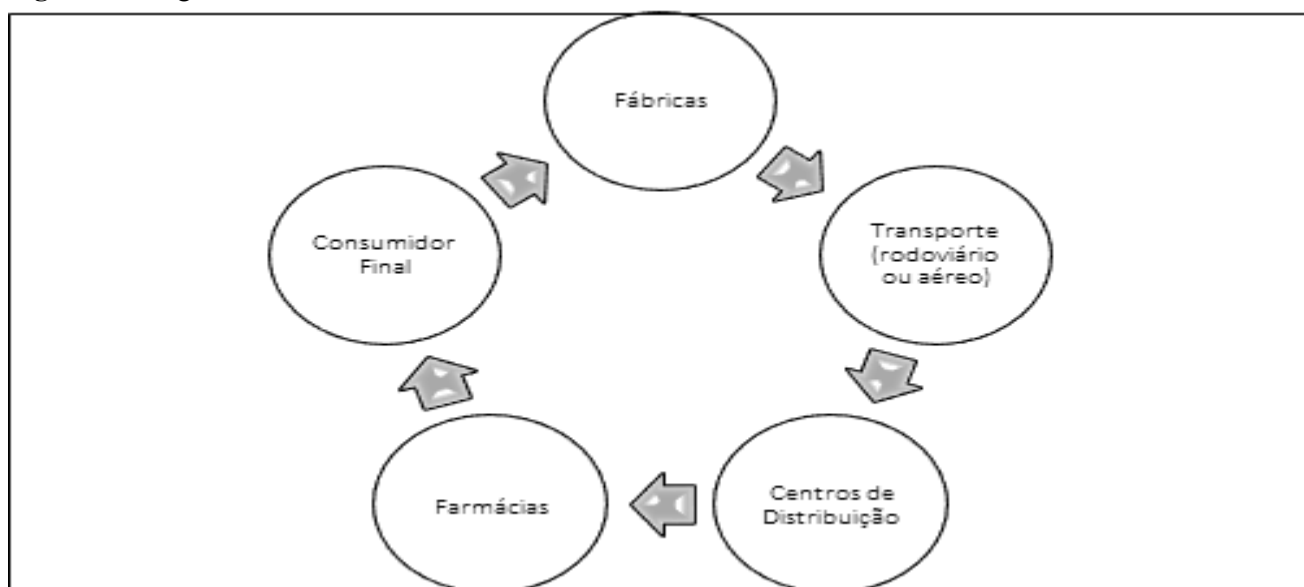 Fábricas
Transporte
(rodoviário
ou aéreo)
Centros de
Distribuição
Farmácias
Consumidor
Final